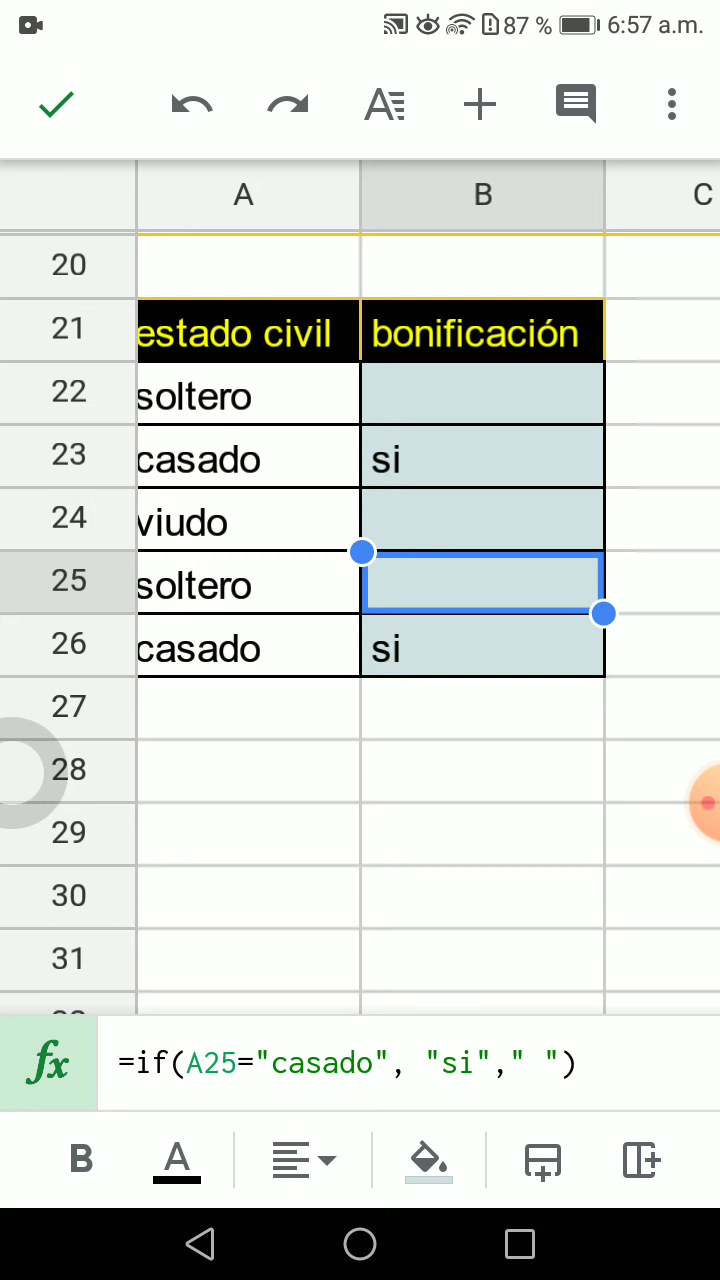 87 % 6:57 a.m.
A B C
20
21 estado civil bonificación
22 soltero
23 casado si
24 viudo
25 soltero
26 casado si
27
28
29
30
31
fx =if(A25="casado", "si"," ")
B A